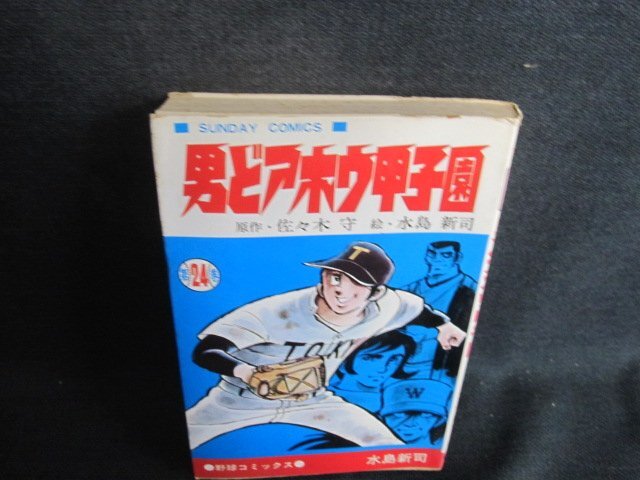 SUNDAY COMICS
男どアホウ甲子園
原作・佐々木 守 絵・水島 新司
第24巻
T
TOKY
W
●野球コミックス●
水島新司